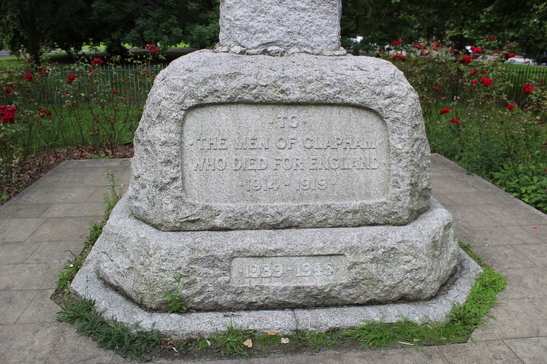 TO
THE MEN OF CLAPHAM
WHO DIED FOR ENGLAND
1914 - 1919
1939 - 1945